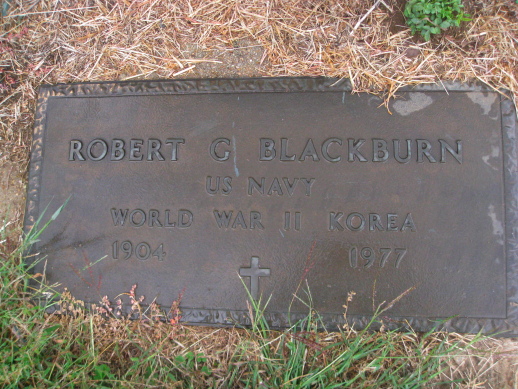 ROBERT G BLACKBURN
US NAVY
WORLD WAR II KOREA
1904 1977